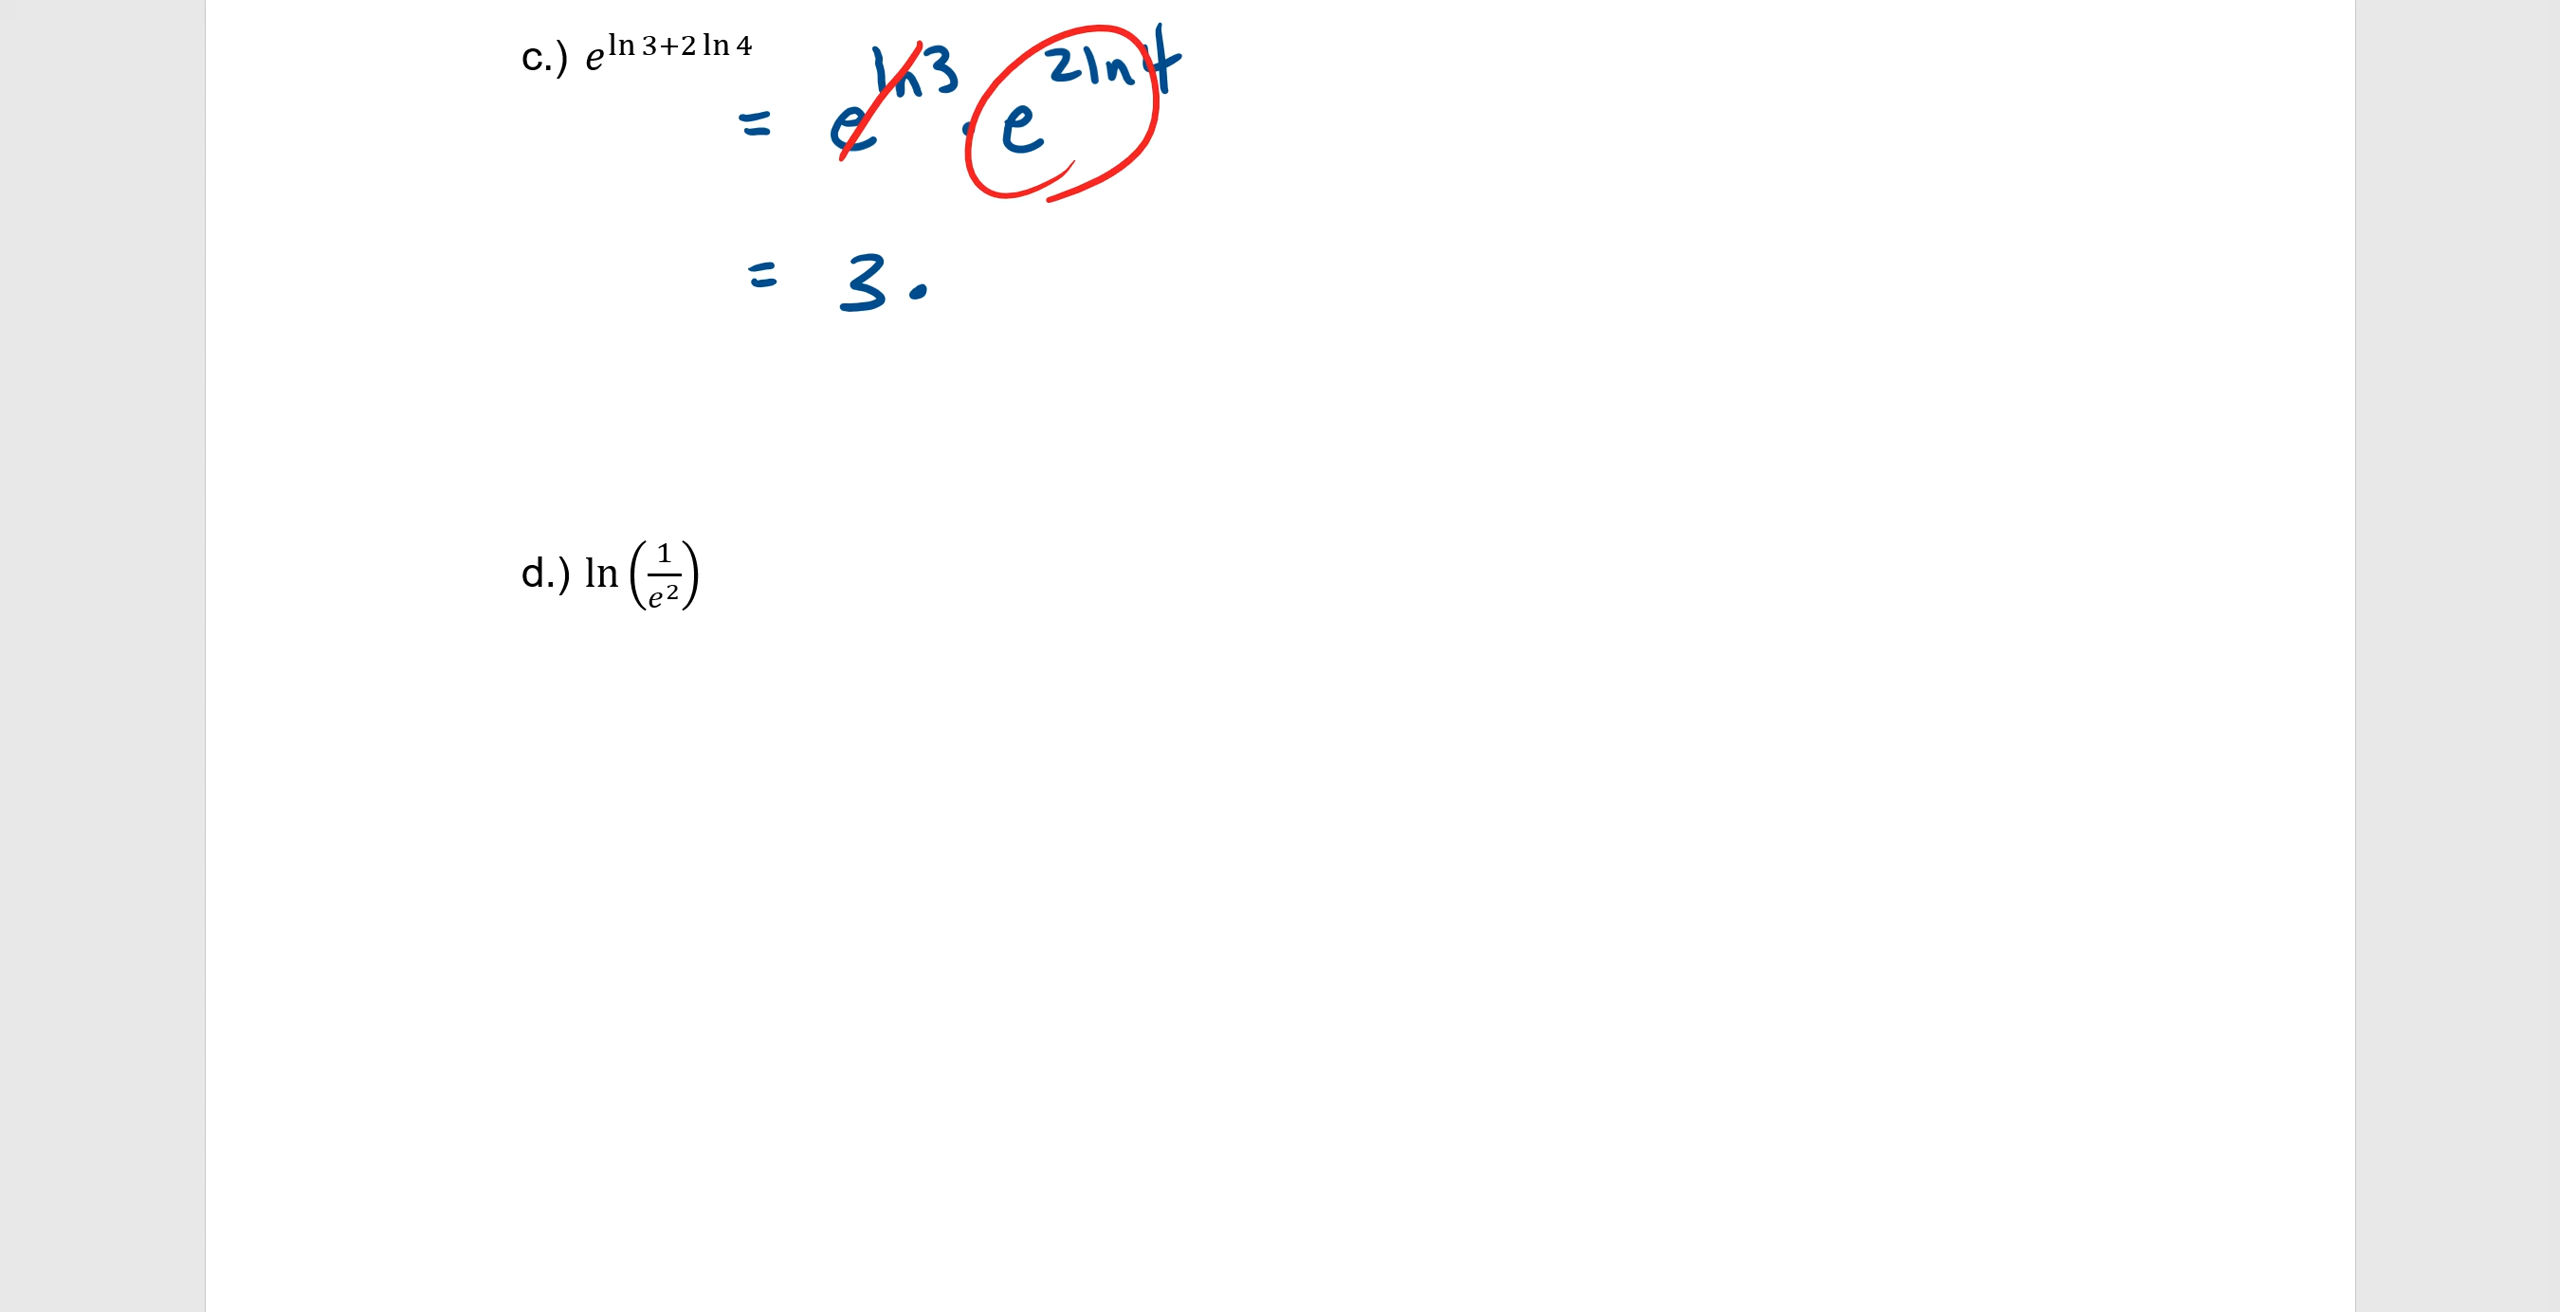 c.) e^{ln 3+2 ln 4}
= e^{ln3} · e^{2ln4}
= 3 ·
d.) ln (1/e^2)